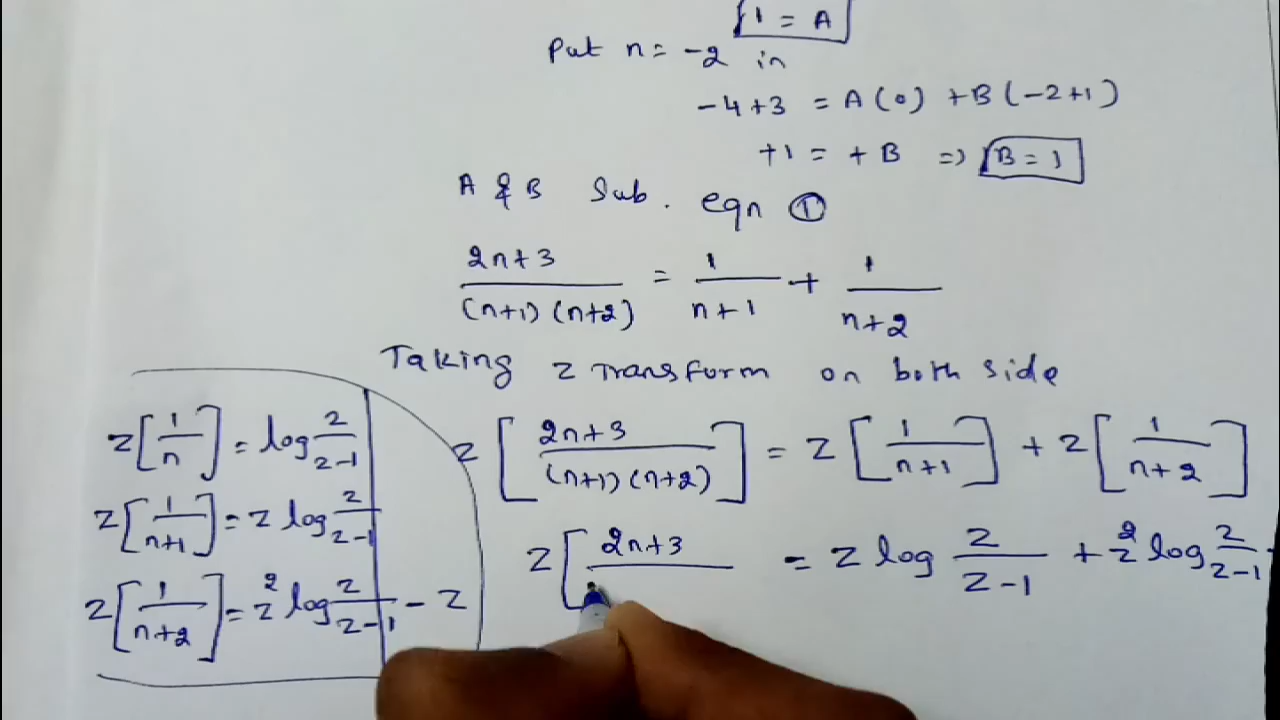 1 = A
Put n = -2 in
-4+3 = A(0) + B(-2+1)
+1 = +B => B = 1
A & B Sub. eqn ①
2n+3 / (n+1)(n+2) = 1 / n+1 + 1 / n+2
Taking z transform on both side
z[2n+3 / (n+1)(n+2)] = z[1 / n+1] + z[1 / n+2]
z[2n+3 = z log z / z-1 + z² log z / z-1
z[1/n] = log z / z-1
z[1 / n+1] = z log z / z-1
z[1 / n+2] = z² log z / z-1 - z